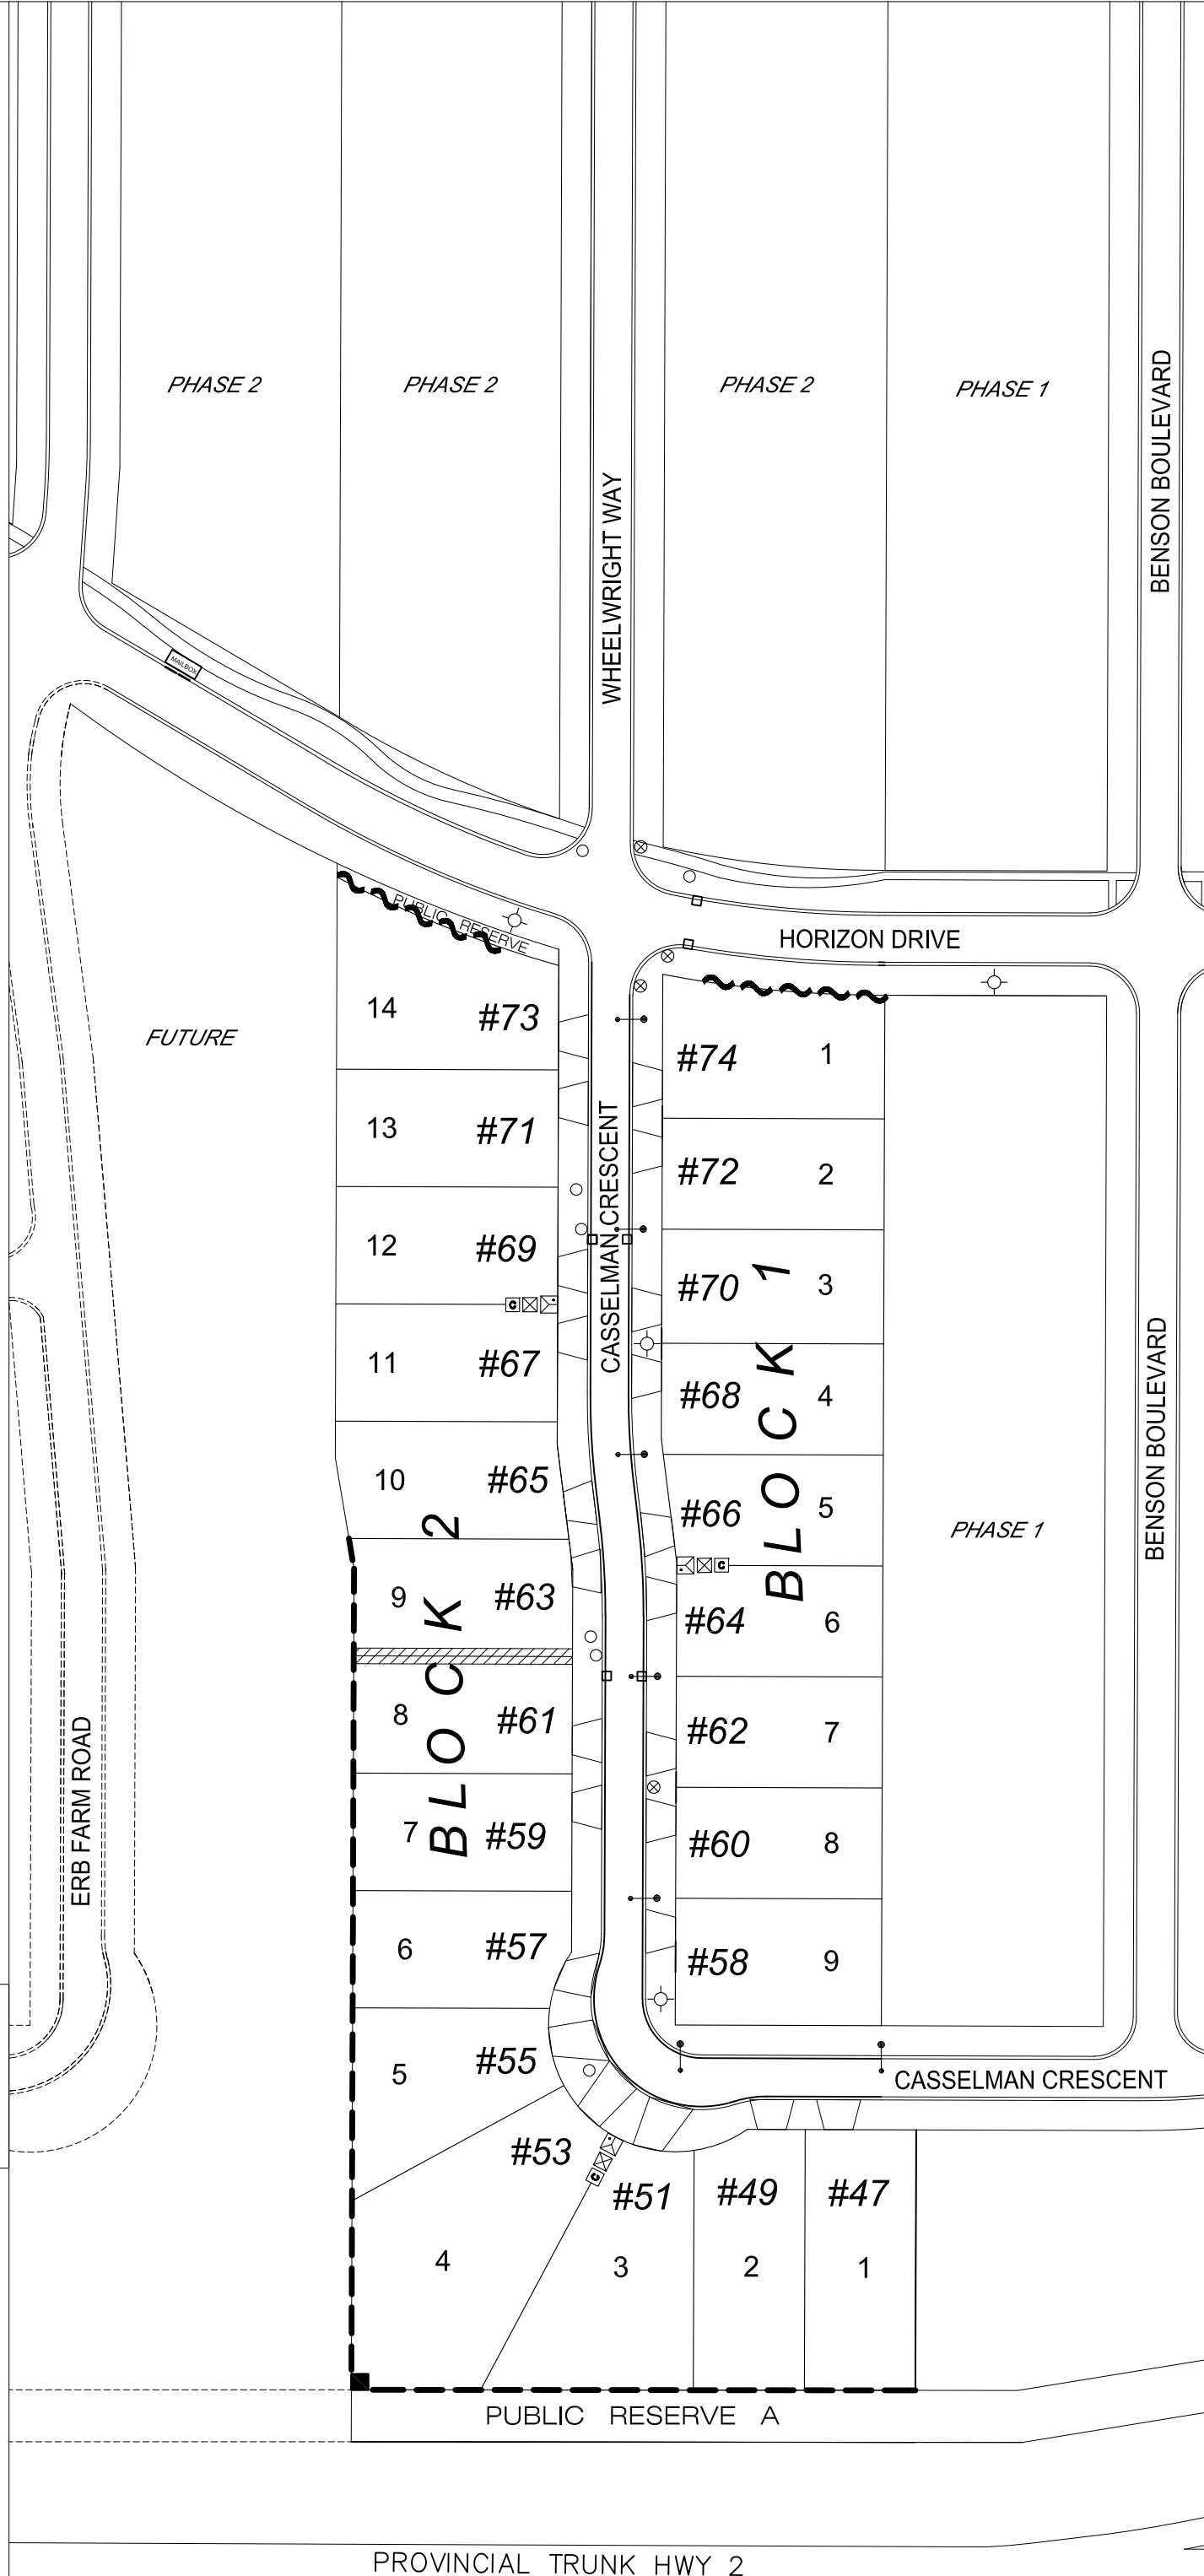 PHASE 2
PHASE 2
PHASE 2
PHASE 1
BENSON BOULEVARD
WHEELWRIGHT WAY
MAILBOX
PUBLIC RESERVE
HORIZON DRIVE
FUTURE
14 #73
#74 1
13 #71
CASSELMAN CRESCENT
#72 2
12 #69
#70 3
C
11 #67
#68 4
BLOCK 1
BENSON BOULEVARD
10 #65
#66 5
PHASE 1
C
BLOCK 2
9 #63
#64 6
8 #61
#62 7
ERB FARM ROAD
7 #59
#60 8
6 #57
#58 9
5 #55
CASSELMAN CRESCENT
#53
C
#51
#49
#47
4
3
2
1
PUBLIC RESERVE A
PROVINCIAL TRUNK HWY 2